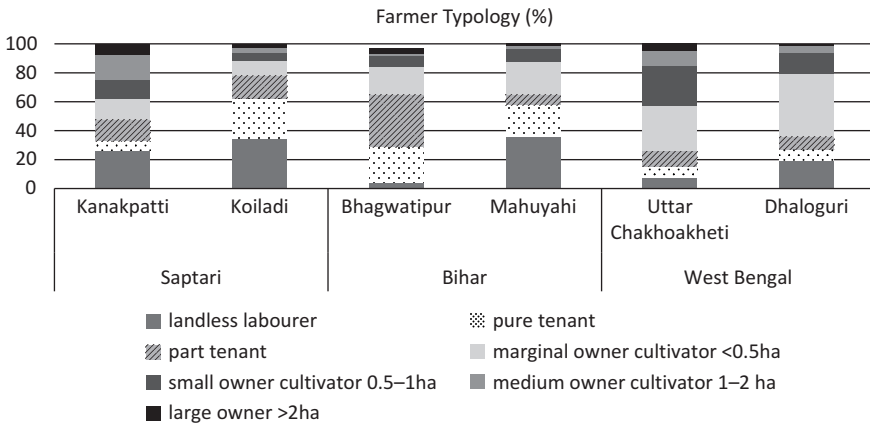 Farmer Typology (%)
100
80
60
40
20
0
Kanakpatti Koiladi Bhagwatipur Mahuyahi Uttar Dhaloguri
Chakhoakheti
Saptari Bihar West Bengal
landless labourer pure tenant
part tenant marginal owner cultivator <0.5ha
small owner cultivator 0.5–1ha medium owner cultivator 1–2 ha
large owner >2ha